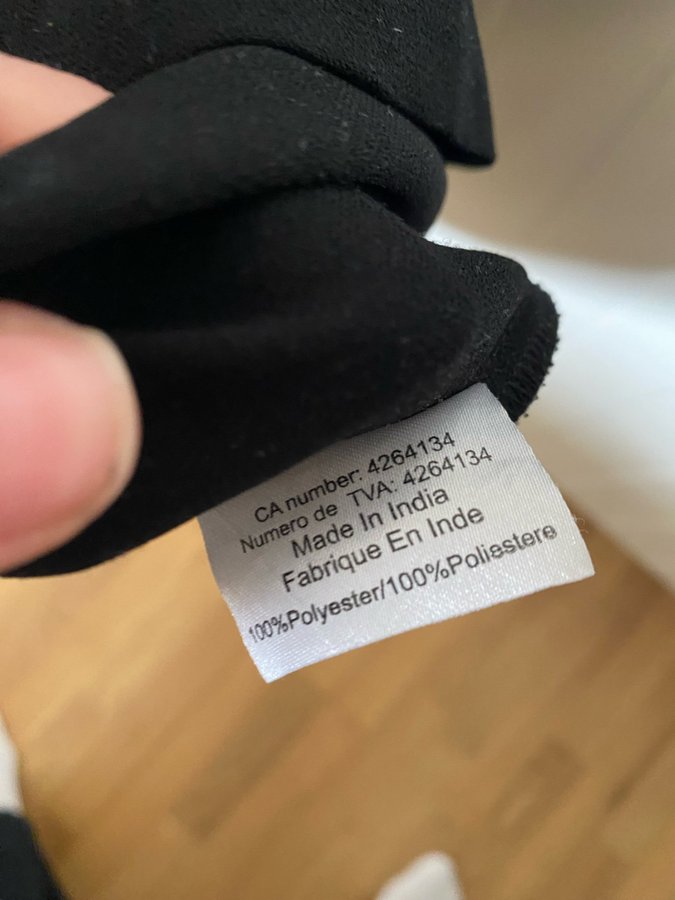 CA number: 4264134
Numero de TVA: 4264134
Made In India
Fabrique En Inde
100%Polyester/100%Poliestere